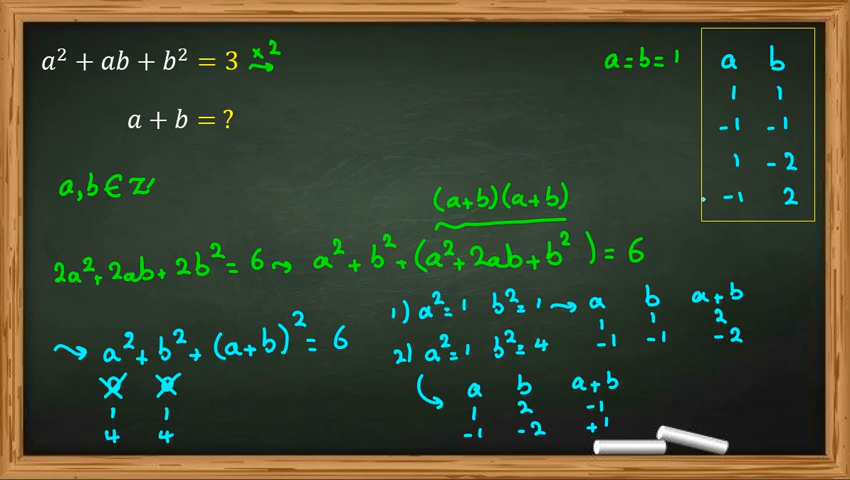 a² + ab + b² = 3 ×2 →
a + b = ?
a, b ∈ ℤ
a = b = 1
a b
1 1
-1 -1
1 -2
-1 2
(a+b)(a+b)
2a² + 2ab + 2b² = 6 → a² + b² + (a² + 2ab + b²) = 6
→ a² + b² + (a+b)² = 6
0 0
1 1
4 4
1) a² = 1 b² = 1 → a b a+b
1 1 2
-1 -1 -2
2) a² = 1 b² = 4
a b a+b
1 2 -1
-1 -2 +1